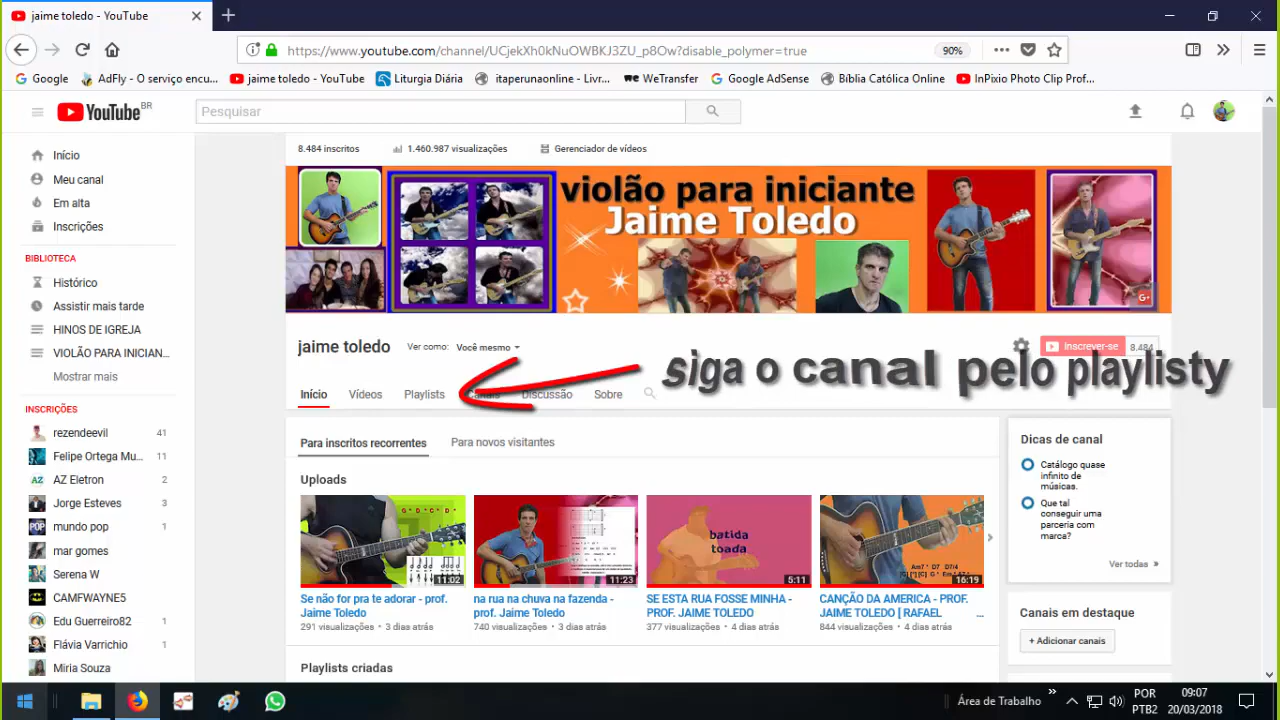 jaime toledo - YouTube
https://www.youtube.com/channel/UCjekXh0kNuOWBKJ3ZU_p8Ow?disable_polymer=true
90%
Google
AdFly - O serviço encu...
jaime toledo - YouTube
Liturgia Diária
itaperunaonline - Livr...
WeTransfer
Google AdSense
Bíblia Católica Online
InPixio Photo Clip Prof...
YouTube BR
Pesquisar
Início
Meu canal
Em alta
Inscrições
BIBLIOTECA
Histórico
Assistir mais tarde
HINOS DE IGREJA
VIOLÃO PARA INICIAN...
Mostrar mais
INSCRIÇÕES
rezendeevil 41
Felipe Ortega Mu... 11
AZ AZ Eletron 2
Jorge Esteves 3
POP mundo pop 1
mar gomes
Serena W
CAMFWAYNE5
Edu Guerreiro82 1
Flávia Varrichio 1
Miria Souza
8.484 inscritos
1.460.987 visualizações
Gerenciador de vídeos
violão para iniciante
Jaime Toledo
G+
jaime toledo
Ver como: Você mesmo
Inscrever-se 8.484
siga o canal pelo playlisty
Início
Vídeos
Playlists
Canais
Discussão
Sobre
Para inscritos recorrentes
Para novos visitantes
Uploads
11:02
Se não for pra te adorar - prof.
Jaime Toledo
291 visualizações • 3 dias atrás
11:23
na rua na chuva na fazenda -
prof. Jaime Toledo
740 visualizações • 3 dias atrás
batida
toada
5:11
SE ESTA RUA FOSSE MINHA -
PROF. JAIME TOLEDO
377 visualizações • 4 dias atrás
Am7 D7 D7/4
16:19
CANÇÃO DA AMERICA - PROF.
JAIME TOLEDO [ RAFAEL ...
844 visualizações • 4 dias atrás
Playlists criadas
Dicas de canal
Catálogo quase
infinito de
músicas.
Que tal
conseguir uma
parceria com
marca?
Ver todas »
Canais em destaque
+ Adicionar canais
Área de Trabalho »
POR
PTB2
09:07
20/03/2018